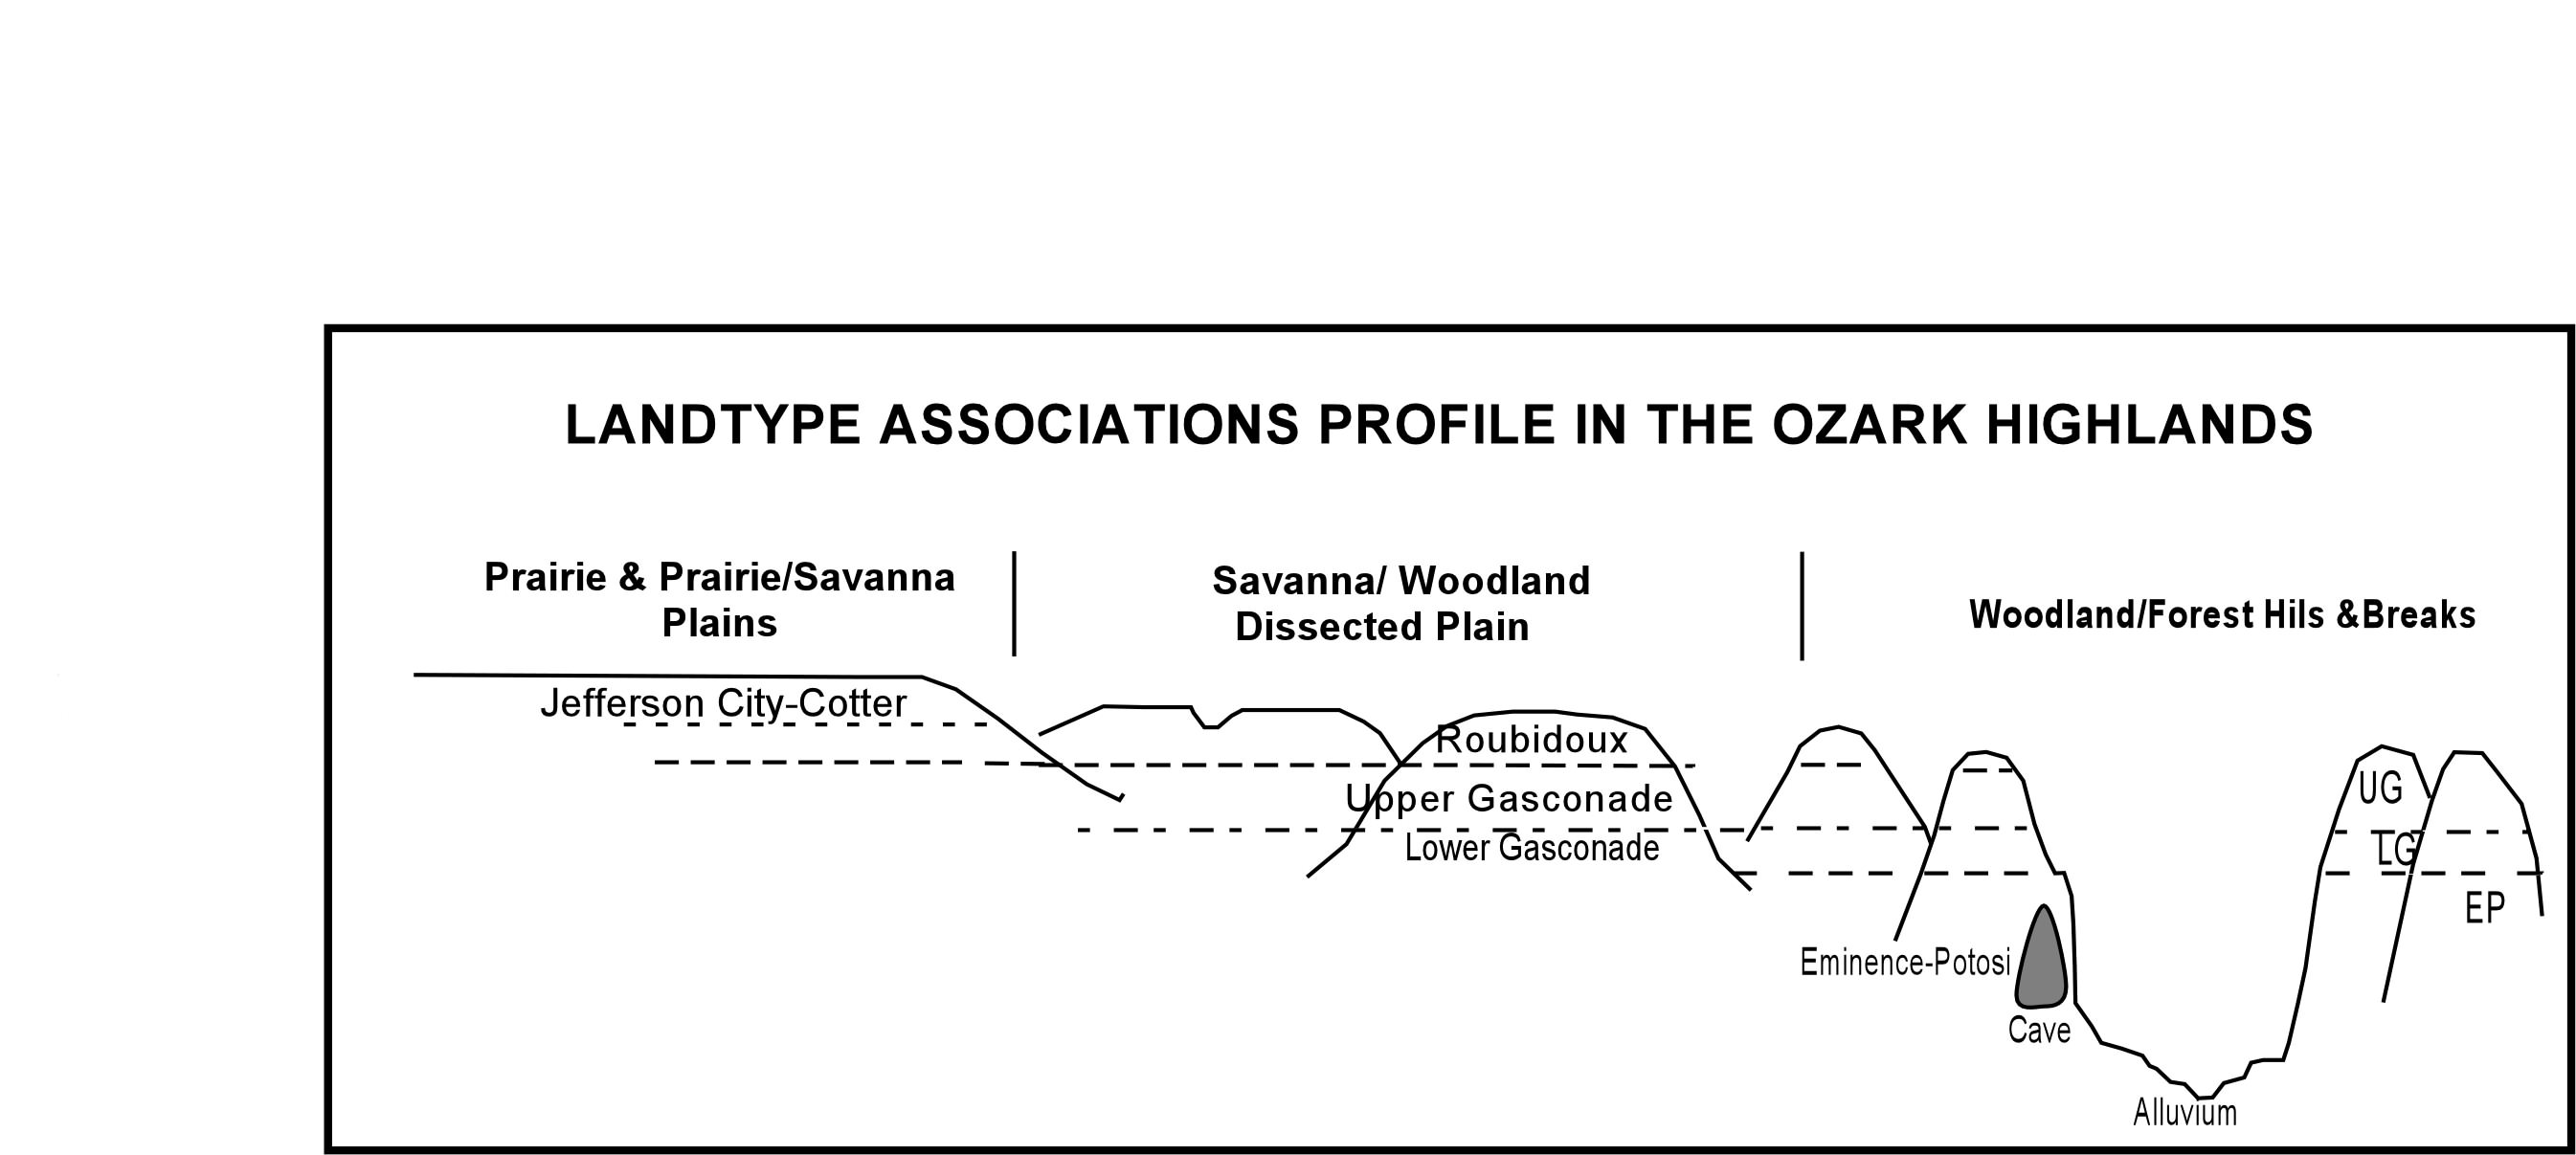 LANDTYPE ASSOCIATIONS PROFILE IN THE OZARK HIGHLANDS
Prairie & Prairie/Savanna
Plains
Savanna/ Woodland
Dissected Plain
Woodland/Forest Hils &Breaks
Jefferson City-Cotter
Roubidoux
Upper Gasconade
Lower Gasconade
UG
LG
EP
Eminence-Potosi
Cave
Alluvium